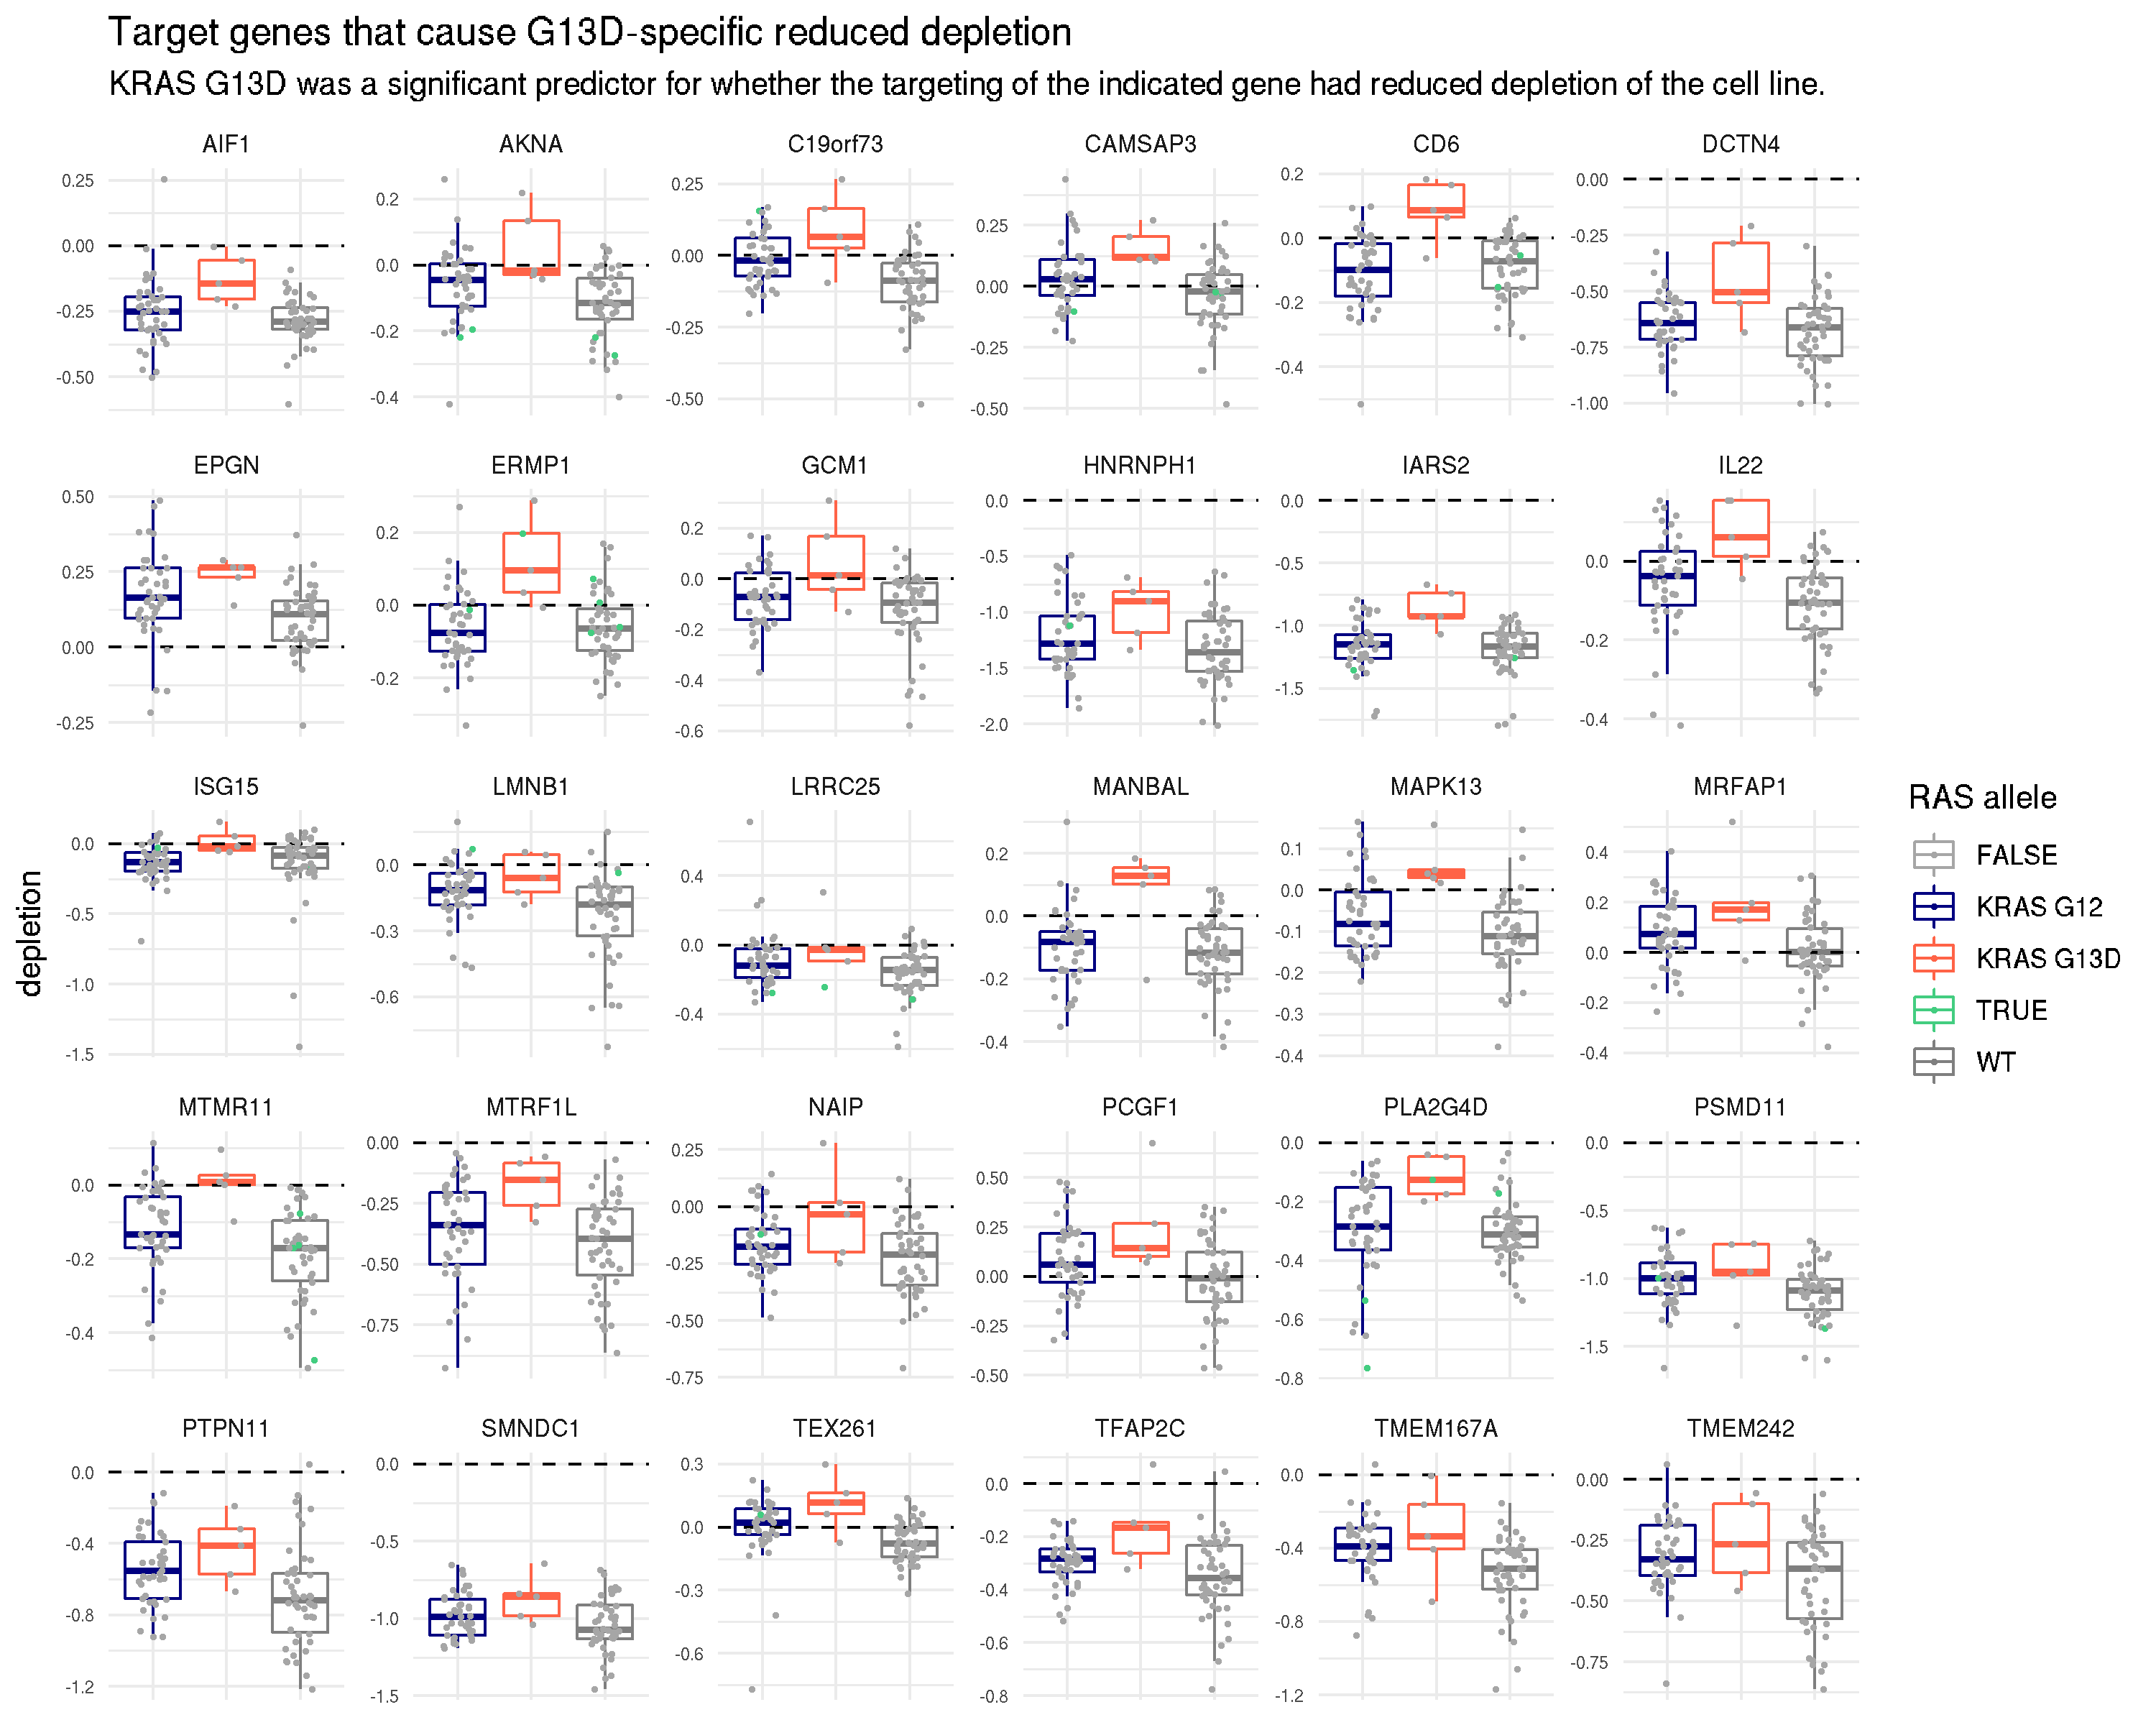 Target genes that cause G13D-specific reduced depletion
KRAS G13D was a significant predictor for whether the targeting of the indicated gene had reduced depletion of the cell line.
AIF1 AKNA C19orf73 CAMSAP3 CD6 DCTN4
0.25 0.00 -0.25 -0.50
0.2 0.0 -0.2 -0.4
0.25 0.00 -0.25 -0.50
0.25 0.00 -0.25 -0.50
0.2 0.0 -0.2 -0.4
0.00 -0.25 -0.50 -0.75 -1.00
EPGN ERMP1 GCM1 HNRNPH1 IARS2 IL22
0.50 0.25 0.00 -0.25
0.2 0.0 -0.2
0.2 0.0 -0.2 -0.4 -0.6
0.0 -0.5 -1.0 -1.5 -2.0
0.0 -0.5 -1.0 -1.5
0.0 -0.2 -0.4
ISG15 LMNB1 LRRC25 MANBAL MAPK13 MRFAP1
0.0 -0.5 -1.0 -1.5
0.0 -0.3 -0.6
0.4 0.0 -0.4
0.2 0.0 -0.2 -0.4
0.1 0.0 -0.1 -0.2 -0.3 -0.4
0.4 0.2 0.0 -0.2 -0.4
MTMR11 MTRF1L NAIP PCGF1 PLA2G4D PSMD11
0.0 -0.2 -0.4
0.00 -0.25 -0.50 -0.75
0.25 0.00 -0.25 -0.50 -0.75
0.50 0.25 0.00 -0.25 -0.50
0.0 -0.2 -0.4 -0.6 -0.8
0.0 -0.5 -1.0 -1.5
PTPN11 SMNDC1 TEX261 TFAP2C TMEM167A TMEM242
0.0 -0.4 -0.8 -1.2
0.0 -0.5 -1.0 -1.5
0.3 0.0 -0.3 -0.6
0.0 -0.2 -0.4 -0.6 -0.8
0.0 -0.4 -0.8 -1.2
0.00 -0.25 -0.50 -0.75
depletion
RAS allele
FALSE
KRAS G12
KRAS G13D
TRUE
WT